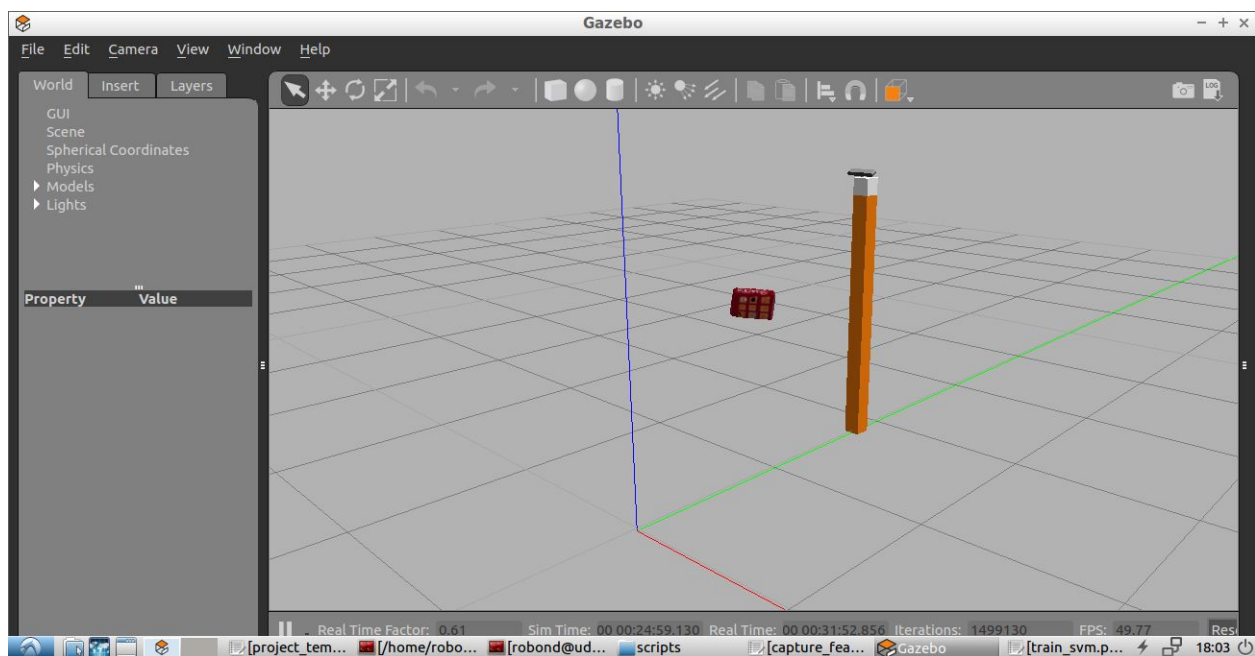 Gazebo
File Edit Camera View Window Help
World Insert Layers
LOG
GUI
Scene
Spherical Coordinates
Physics
Models
Lights
Property Value
Real Time Factor: 0.61 Sim Time: 00 00:24:59.130 Real Time: 00 00:31:52.856 Iterations: 1499130 FPS: 49.77 Rese
[project_tem... [/home/robo... [robond@ud... scripts [capture_fea... Gazebo [train_svm.p... 18:03